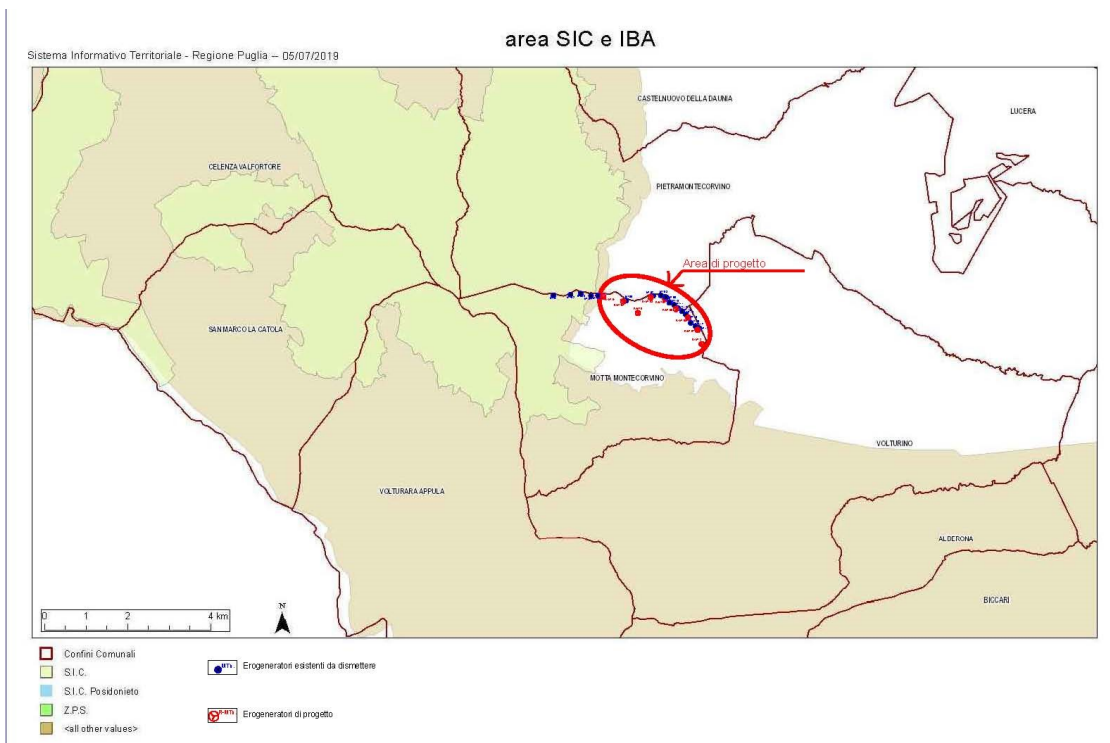 area SIC e IBA
Sistema Informativo Territoriale - Regione Puglia -- 05/07/2019
CASTELNUOVO DELLA DAUNIA
LUCERA
CELENZA VALFORTORE
PIETRAMONTECORVINO
Area di progetto
SAN MARCO LA CATOLA
MOTTA MONTECORVINO
VOLTURINO
VOLTURARA APPULA
ALBERONA
BICCARI
0 1 2 4 km
N
Confini Comunali
S.I.C.
Erogeneratori esistenti da dismettere
S.I.C. Posidonieto
Z.P.S.
Erogeneratori di progetto
<all other values>